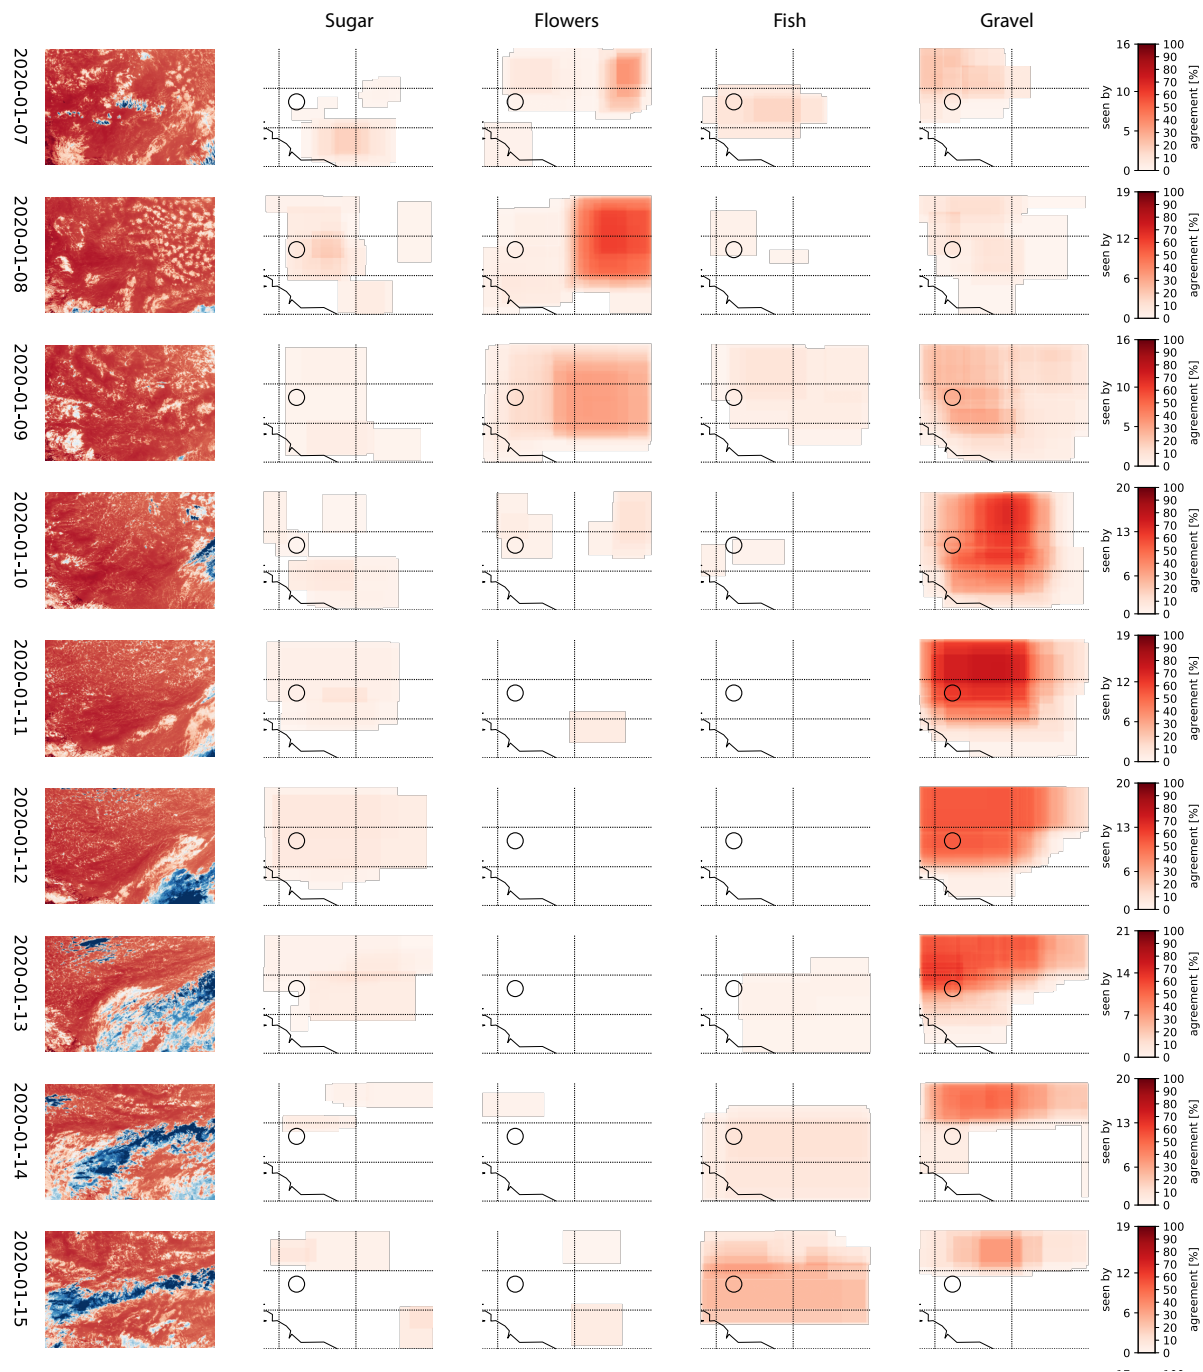 Sugar Flowers Fish Gravel
2020-01-07
16 10 5 0
seen by
100 90 80 70 60 50 40 30 20 10 0
agreement [%]
2020-01-08
19 12 6 0
seen by
100 90 80 70 60 50 40 30 20 10 0
agreement [%]
2020-01-09
16 10 5 0
seen by
100 90 80 70 60 50 40 30 20 10 0
agreement [%]
2020-01-10
20 13 6 0
seen by
100 90 80 70 60 50 40 30 20 10 0
agreement [%]
2020-01-11
19 12 6 0
seen by
100 90 80 70 60 50 40 30 20 10 0
agreement [%]
2020-01-12
20 13 6 0
seen by
100 90 80 70 60 50 40 30 20 10 0
agreement [%]
2020-01-13
21 14 7 0
seen by
100 90 80 70 60 50 40 30 20 10 0
agreement [%]
2020-01-14
20 13 6 0
seen by
100 90 80 70 60 50 40 30 20 10 0
agreement [%]
2020-01-15
19 12 6 0
seen by
100 90 80 70 60 50 40 30 20 10 0
agreement [%]